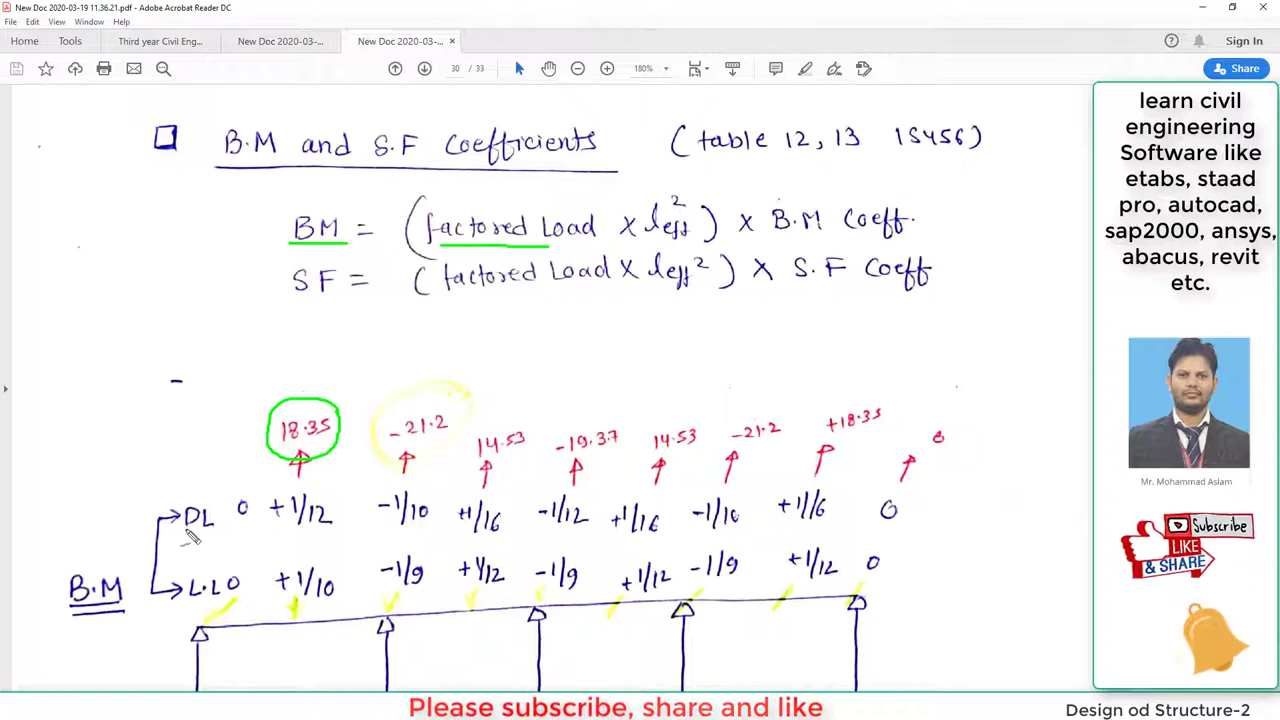 New Doc 2020-03-19 11.36.21.pdf - Adobe Acrobat Reader DC
File Edit View Window Help
Home Tools Third year Civil Eng... New Doc 2020-03-... New Doc 2020-03-... ×
Sign In
30 / 33 180%
Share
B.M and S.F Coefficients (table 12, 13 IS456)
BM = (factored Load × leff²) × B.M Coeff.
SF = (factored Load × leff²) × S.F Coeff
18.35 -21.2 14.53 -19.37 14.53 -21.2 +18.35
DL 0 +1/12 -1/10 +1/16 -1/12 +1/16 -1/10 +1/6 0
B.M L.L 0 +1/10 -1/9 +1/12 -1/9 +1/12 -1/9 +1/12 0
learn civil
engineering
Software like
etabs, staad
pro, autocad,
sap2000, ansys,
abacus, revit
etc.
Mr. Mohammad Aslam
Subscribe
LIKE
& SHARE
Please subscribe, share and like
Design od Structure-2